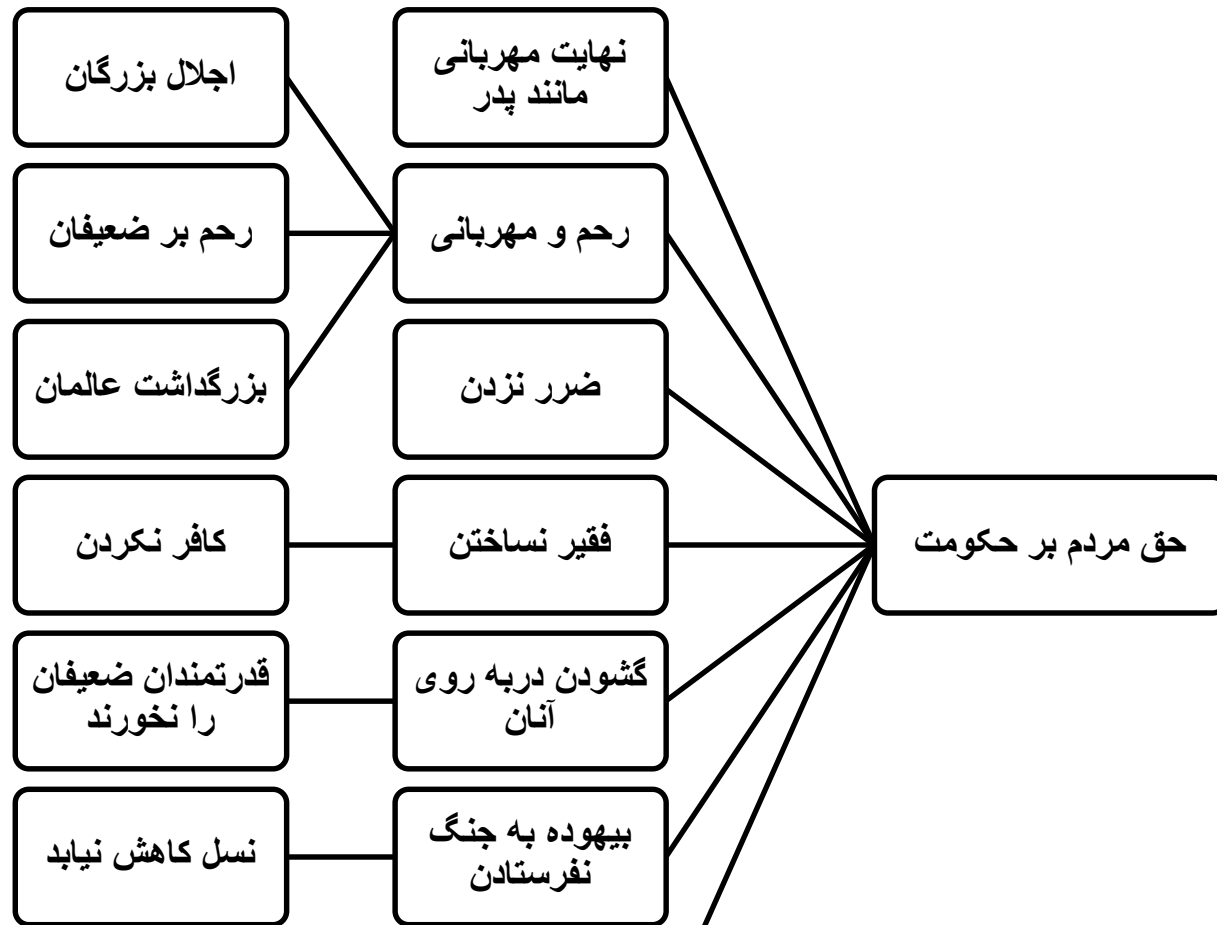 حق مردم بر حکومت
نهایت مهربانی
مانند پدر
رحم و مهربانی
اجلال بزرگان
رحم بر ضعیفان
بزرگداشت عالمان
ضرر نزدن
فقیر نساختن
کافر نکردن
گشودن دربه روی
آنان
قدرتمندان ضعیفان
را نخورند
بیهوده به جنگ
نفرستادن
نسل کاهش نیابد